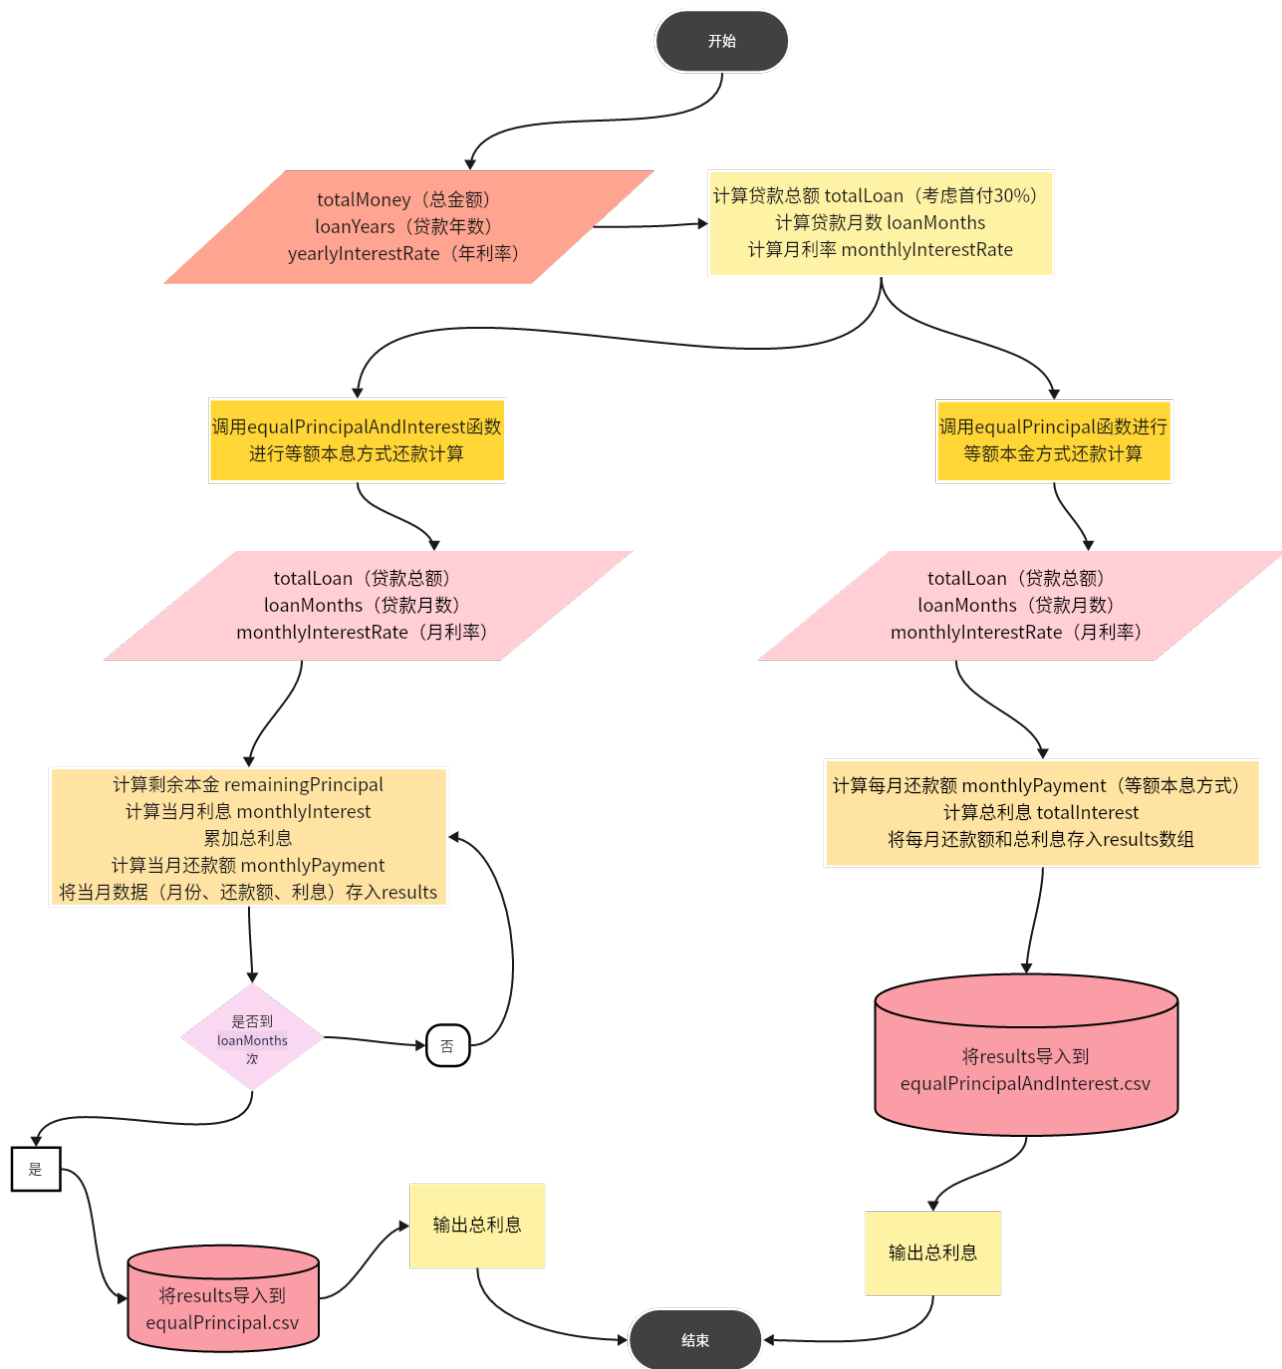 开始
totalMoney（总金额）
loanYears（贷款年数）
yearlyInterestRate（年利率）
计算贷款总额 totalLoan（考虑首付30%）
计算贷款月数 loanMonths
计算月利率 monthlyInterestRate
调用equalPrincipalAndInterest函数
进行等额本息方式还款计算
调用equalPrincipal函数进行
等额本金方式还款计算
totalLoan（贷款总额）
loanMonths（贷款月数）
monthlyInterestRate（月利率）
totalLoan（贷款总额）
loanMonths（贷款月数）
monthlyInterestRate（月利率）
计算剩余本金 remainingPrincipal
计算当月利息 monthlyInterest
累加总利息
计算当月还款额 monthlyPayment
将当月数据（月份、还款额、利息）存入results
计算每月还款额 monthlyPayment（等额本息方式）
计算总利息 totalInterest
将每月还款额和总利息存入results数组
是否到
loanMonths
次
否
将results导入到
equalPrincipalAndInterest.csv
是
输出总利息
输出总利息
将results导入到
equalPrincipal.csv
结束